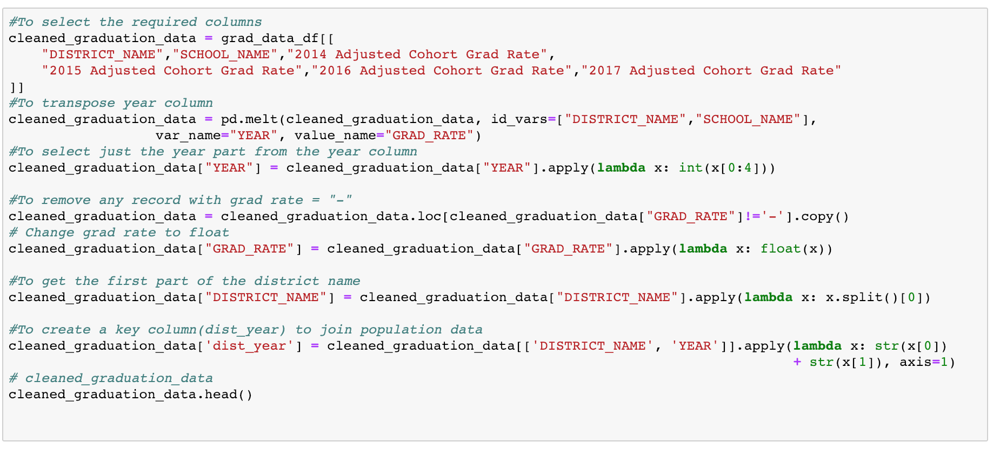 #To select the required columns
cleaned_graduation_data = grad_data_df[[
    "DISTRICT_NAME","SCHOOL_NAME","2014 Adjusted Cohort Grad Rate",
    "2015 Adjusted Cohort Grad Rate","2016 Adjusted Cohort Grad Rate","2017 Adjusted Cohort Grad Rate"
]]
#To transpose year column
cleaned_graduation_data = pd.melt(cleaned_graduation_data, id_vars=["DISTRICT_NAME","SCHOOL_NAME"],
                  var_name="YEAR", value_name="GRAD_RATE")
#To select just the year part from the year column
cleaned_graduation_data["YEAR"] = cleaned_graduation_data["YEAR"].apply(lambda x: int(x[0:4]))

#To remove any record with grad rate = "-"
cleaned_graduation_data = cleaned_graduation_data.loc[cleaned_graduation_data["GRAD_RATE"]!='-'].copy()
# Change grad rate to float
cleaned_graduation_data["GRAD_RATE"] = cleaned_graduation_data["GRAD_RATE"].apply(lambda x: float(x))

#To get the first part of the district name
cleaned_graduation_data["DISTRICT_NAME"] = cleaned_graduation_data["DISTRICT_NAME"].apply(lambda x: x.split()[0])

#To create a key column(dist_year) to join population data
cleaned_graduation_data['dist_year'] = cleaned_graduation_data[['DISTRICT_NAME', 'YEAR']].apply(lambda x: str(x[0])
                                                                                                + str(x[1]), axis=1)
# cleaned_graduation_data
cleaned_graduation_data.head()